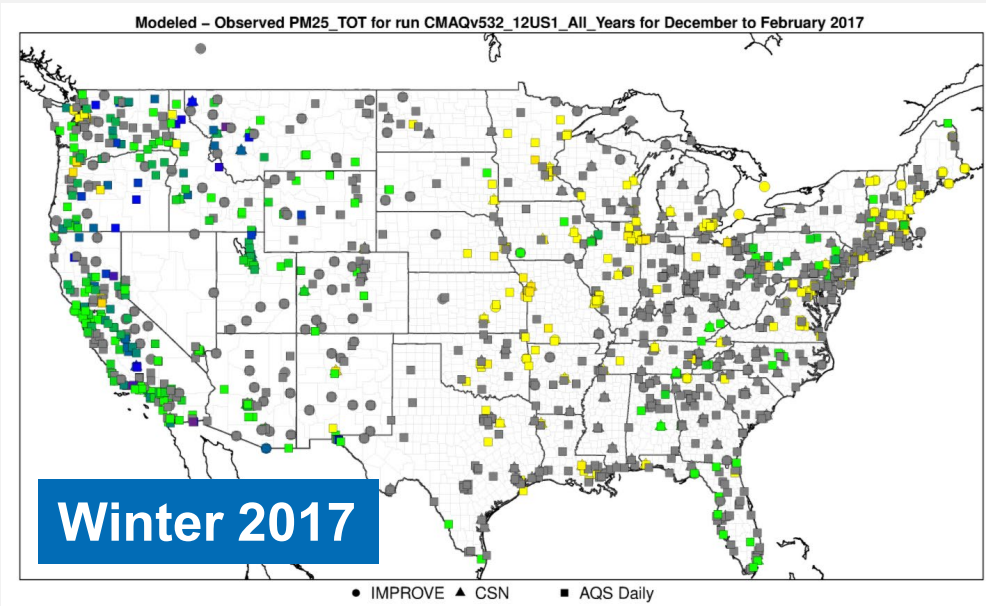 Modeled − Observed PM25_TOT for run CMAQv532_12US1_All_Years for December to February 2017
Winter 2017
IMPROVE CSN AQS Daily